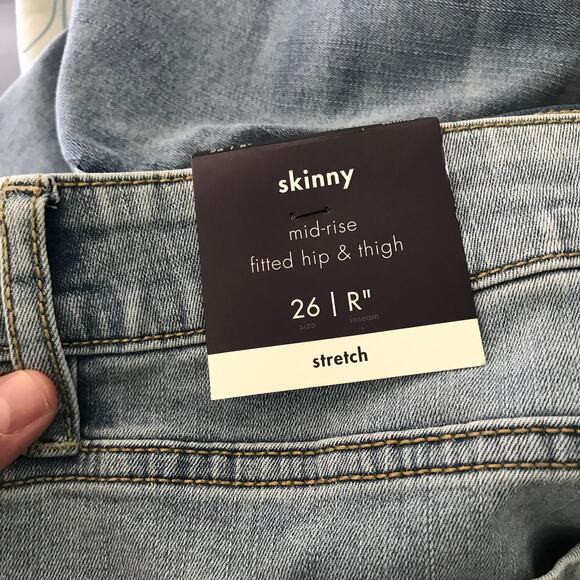 skinny
mid-rise
fitted hip & thigh
26 | R"
size inseam
stretch